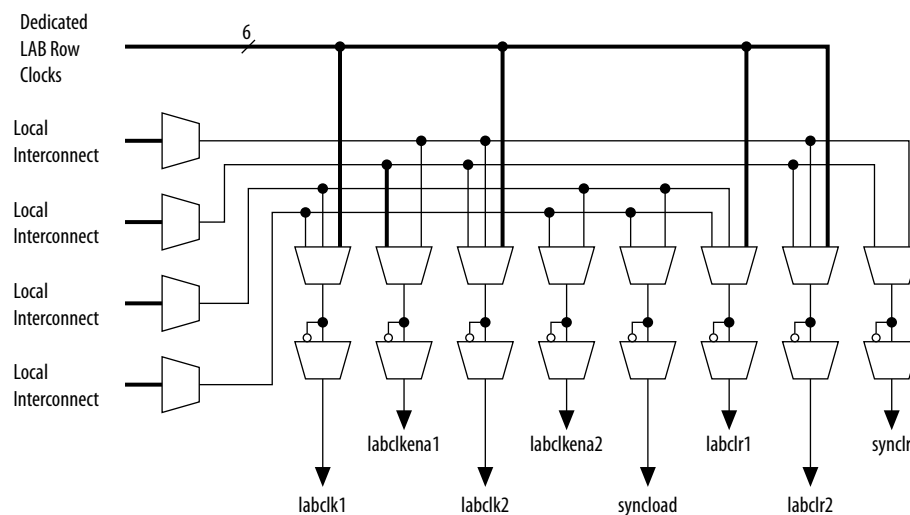 Dedicated
LAB Row
Clocks
6
Local
Interconnect
Local
Interconnect
Local
Interconnect
Local
Interconnect
labclkena1
labclkena2
labclr1
synclr
labclk1
labclk2
syncload
labclr2